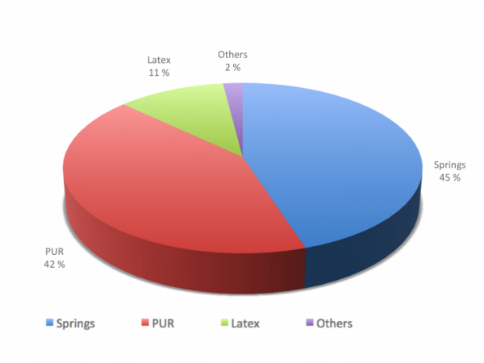 Others
2 %
Latex
11 %
Springs
45 %
PUR
42 %
Springs PUR Latex Others